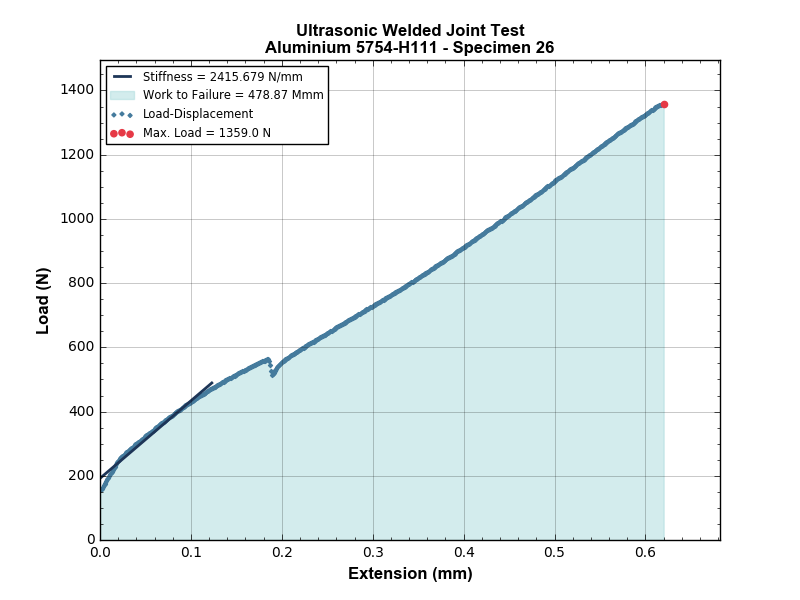 Ultrasonic Welded Joint Test
Aluminium 5754-H111 - Specimen 26
Stiffness = 2415.679 N/mm
Work to Failure = 478.87 Mmm
Load-Displacement
Max. Load = 1359.0 N
Load (N)
1400
1200
1000
800
600
400
200
0
0.0 0.1 0.2 0.3 0.4 0.5 0.6
Extension (mm)